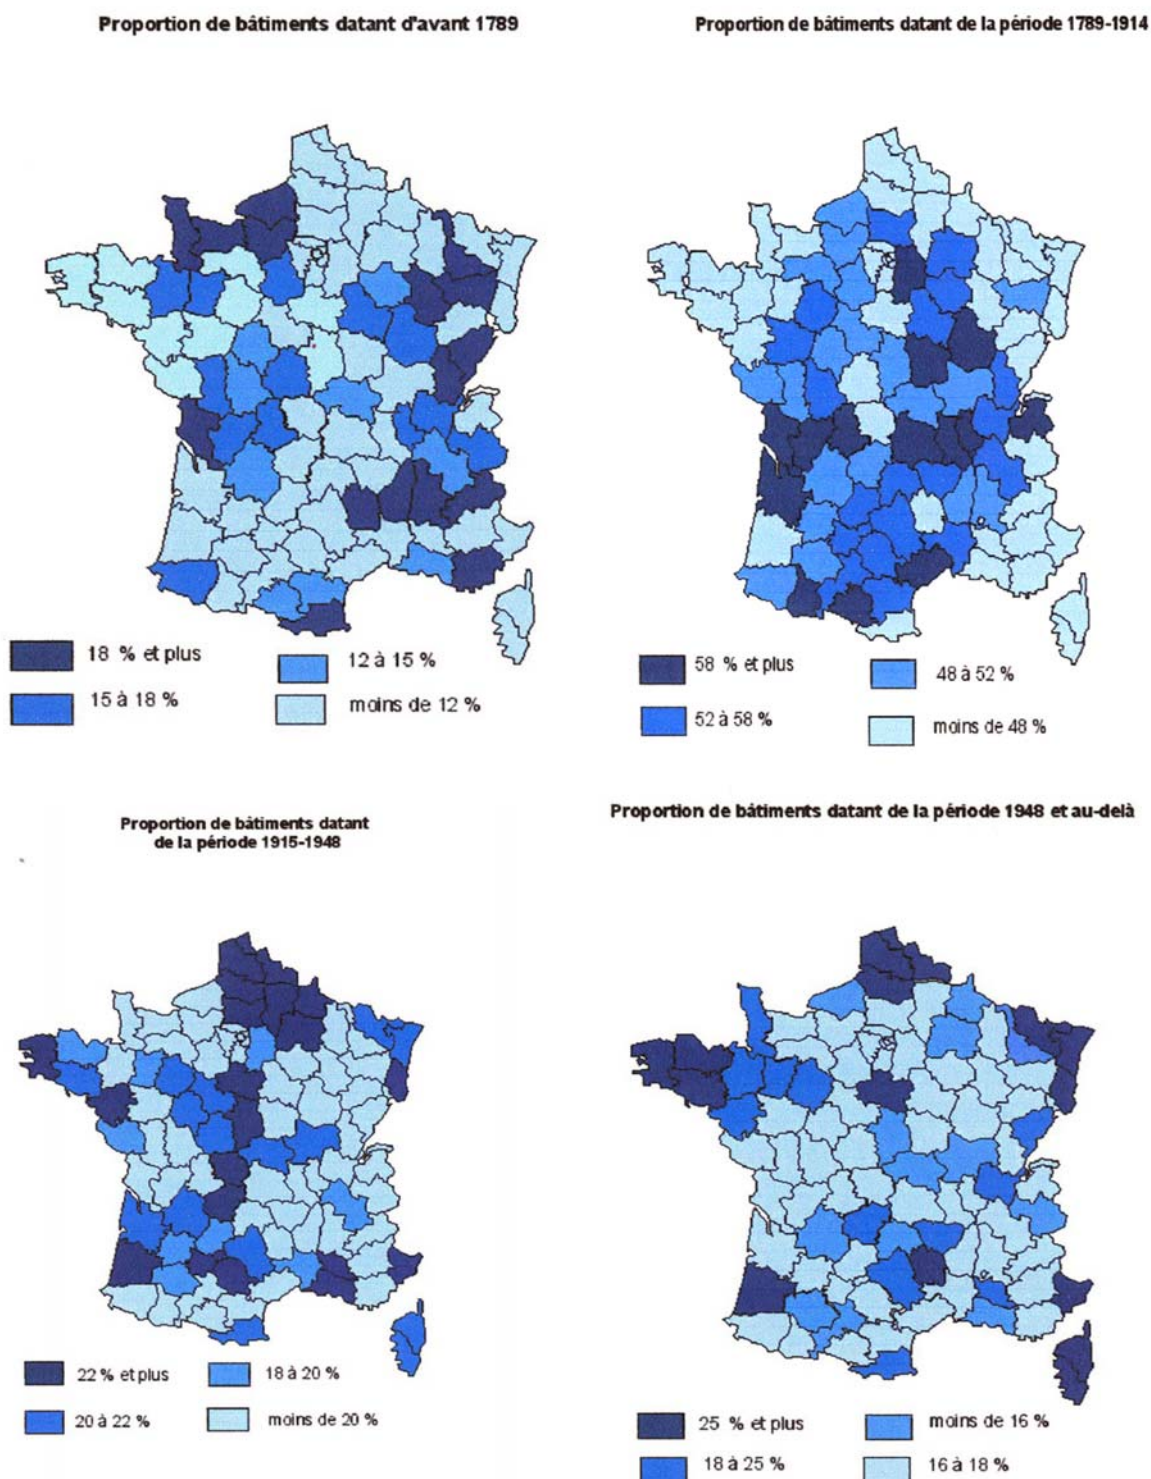 Proportion de bâtiments datant d'avant 1789
Proportion de bâtiments datant de la période 1789-1914
18 % et plus
12 à 15 %
15 à 18 %
moins de 12 %
58 % et plus
48 à 52 %
52 à 58 %
moins de 48 %
Proportion de bâtiments datant
de la période 1915-1948
Proportion de bâtiments datant de la période 1948 et au-delà
22 % et plus
18 à 20 %
20 à 22 %
moins de 20 %
25 % et plus
moins de 16 %
18 à 25 %
16 à 18 %